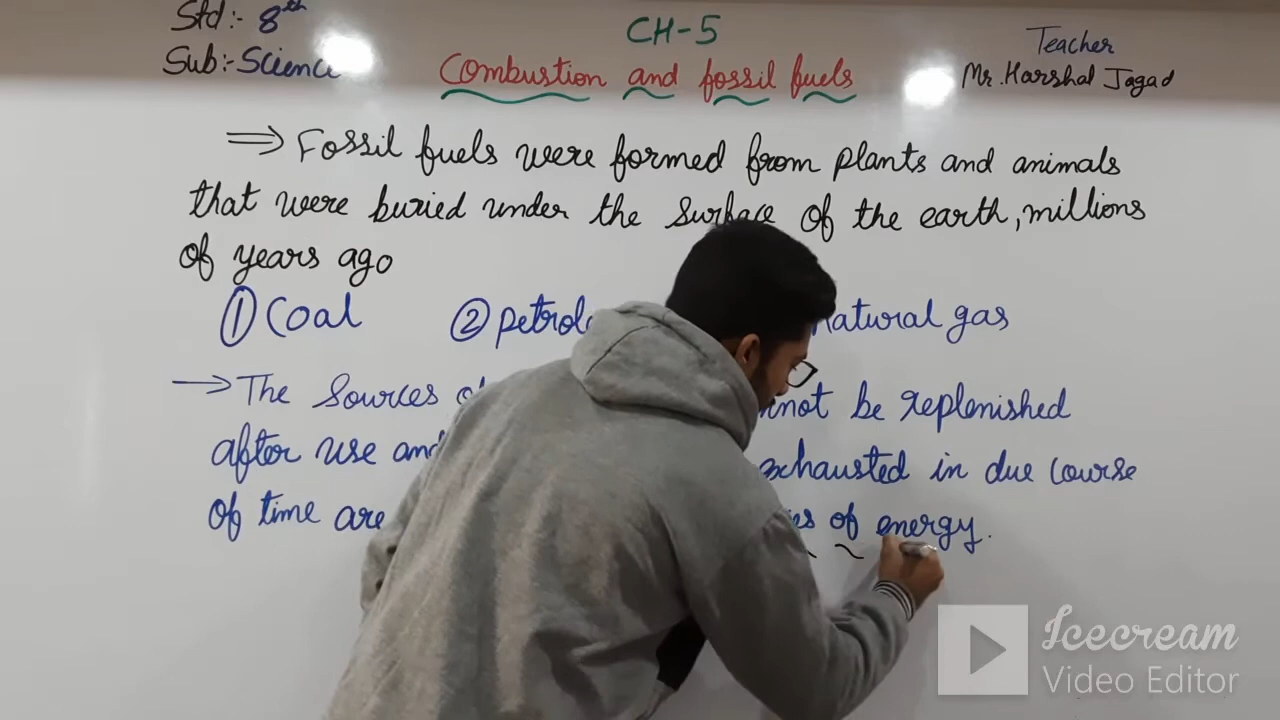 Std:- 8th
Sub:- Science
CH-5
Combustion and fossil fuels
Teacher
Mr. Harshal Jagad
⇒ Fossil fuels were formed from plants and animals
that were buried under the surface of the earth, millions
of years ago
① Coal ② petrol natural gas
→ The Sources of be replenished
after use and exhausted in due course
of time are of energy.
Icecream
Video Editor